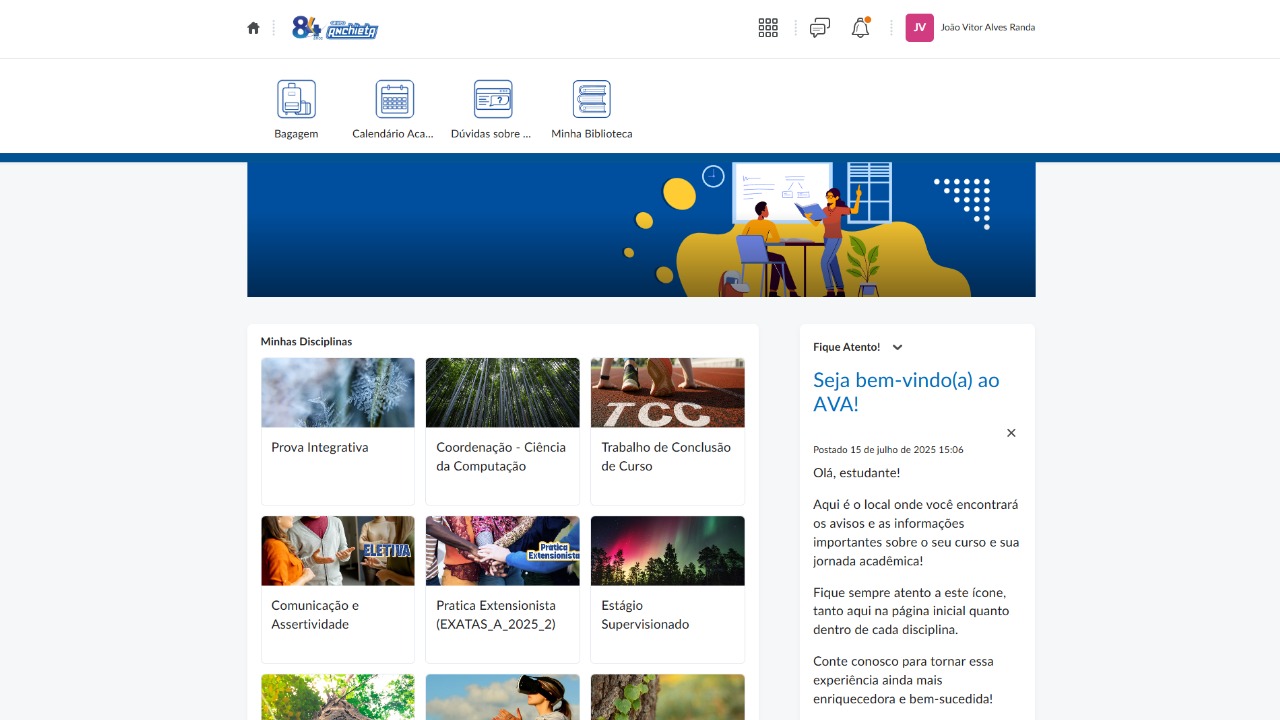 84
anos
GRUPO
Anchieta
JV
João Vitor Alves Randa
Bagagem
Calendário Aca...
Dúvidas sobre ...
Minha Biblioteca
Minhas Disciplinas
Prova Integrativa
Coordenação - Ciência
da Computação
TCC
Trabalho de Conclusão
de Curso
ELETIVA
Comunicação e
Assertividade
Pratica
Extensionista
Pratica Extensionista
(EXATAS_A_2025_2)
Estágio
Supervisionado
Fique Atento!
Seja bem-vindo(a) ao
AVA!
Postado 15 de julho de 2025 15:06
Olá, estudante!
Aqui é o local onde você encontrará
os avisos e as informações
importantes sobre o seu curso e sua
jornada acadêmica!
Fique sempre atento a este ícone,
tanto aqui na página inicial quanto
dentro de cada disciplina.
Conte conosco para tornar essa
experiência ainda mais
enriquecedora e bem-sucedida!